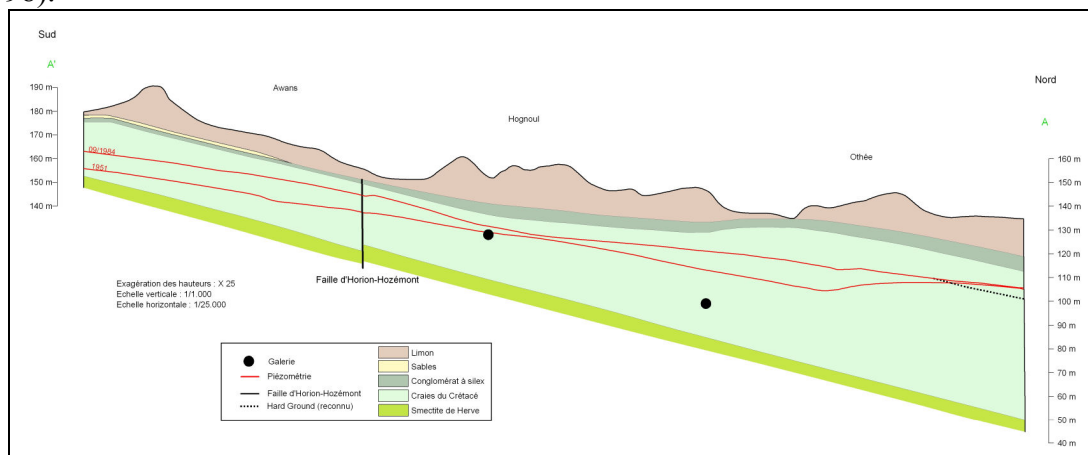 Sud
A'
190 m
180 m
170 m
160 m
150 m
140 m
Awans
Hognoul
Othée
Nord
A
160 m
150 m
140 m
130 m
120 m
110 m
100 m
90 m
80 m
70 m
60 m
50 m
40 m
09/1984
1951
Faille d'Horion-Hozémont
Exagération des hauteurs : X 25
Echelle verticale : 1/1.000
Echelle horizontale : 1/25.000
Galerie
Piézométrie
Faille d'Horion-Hozémont
Hard Ground (reconnu)
Limon
Sables
Conglomérat à silex
Craies du Crétacé
Smectite de Herve